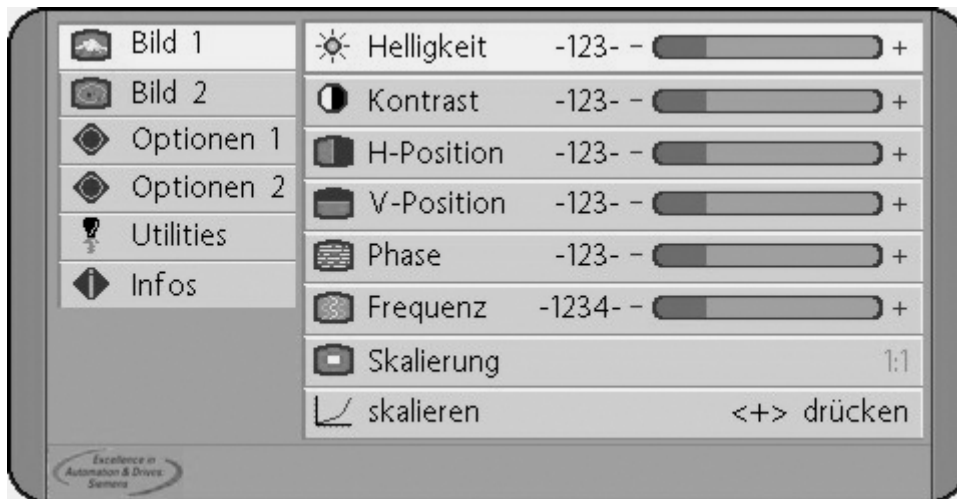 Bild 1
Bild 2
Optionen 1
Optionen 2
Utilities
Infos
Helligkeit -123- - +
Kontrast -123- - +
H-Position -123- - +
V-Position -123- - +
Phase -123- - +
Frequenz -1234- - +
Skalierung 1:1
skalieren <+> drücken
Excellence in
Automation & Drives:
Siemens